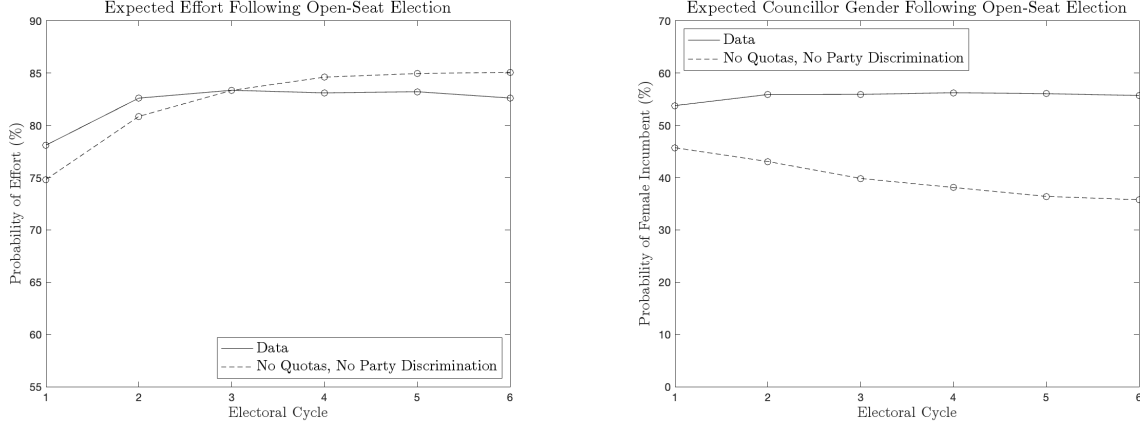 Expected Effort Following Open-Seat Election
90
85
80
75
70
65
60
55
Probability of Effort (%)
Data
No Quotas, No Party Discrimination
1 2 3 4 5 6
Electoral Cycle
Expected Councillor Gender Following Open-Seat Election
70
60
50
40
30
20
10
0
Probability of Female Incumbent (%)
Data
No Quotas, No Party Discrimination
1 2 3 4 5 6
Electoral Cycle